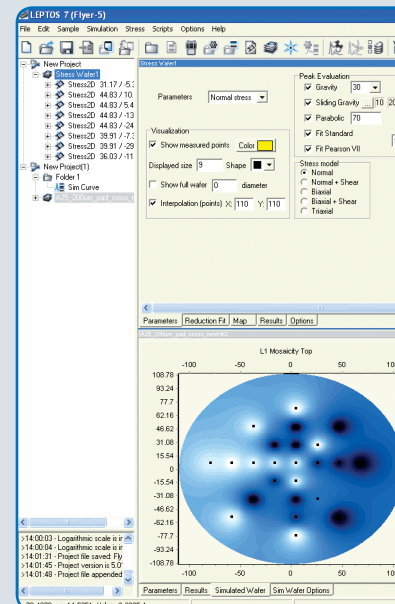 LEPTOS 7 (Flyer-5)
File Edit Sample Simulation Stress Scripts Options Help
New Project
Stress Wafer1
Stress2D 31.17 / -5.3
Stress2D 44.83 / 10.
Stress2D 44.83 / 5.4
Stress2D 44.83 / -13
Stress2D 44.83 / -24
Stress2D 39.91 / -7.
Stress2D 39.91 / -29
Stress2D 36.03 / -11
New Project(1)
Folder 1
Sim Curve
A25_200um_pad_cross_
Stress Wafer1
Parameters Normal stress
Visualization
Show measured points Color
Displayed size 9 Shape
Show full wafer 0 diameter
Interpolation (points) X: 110 Y: 110
Peak Evaluation
Gravity 30
Sliding Gravity ... 10 20
Parabolic 70
Fit Standard
Fit Pearson VII
Stress model
Normal
Normal + Shear
Biaxial
Biaxial + Shear
Triaxial
Parameters Reduction Fit Map Results Options
L1 Mosaicity Top
-100 -50 0 50 10
108.78
93.24
77.7
62.16
46.62
31.08
15.54
0
-15.54
-31.08
-46.62
-62.16
-77.7
-93.24
-108.78
-100 -50 0 50 10
>14:00:03 - Logarithmic scale is ir
>14:00:04 - Logarithmic scale is ir
>14:01:31 - Project file saved: Fly
>14:01:45 - Project version is 5.0
>14:01:48 - Project file appended
Parameters Results Simulated Wafer Sim Wafer Options